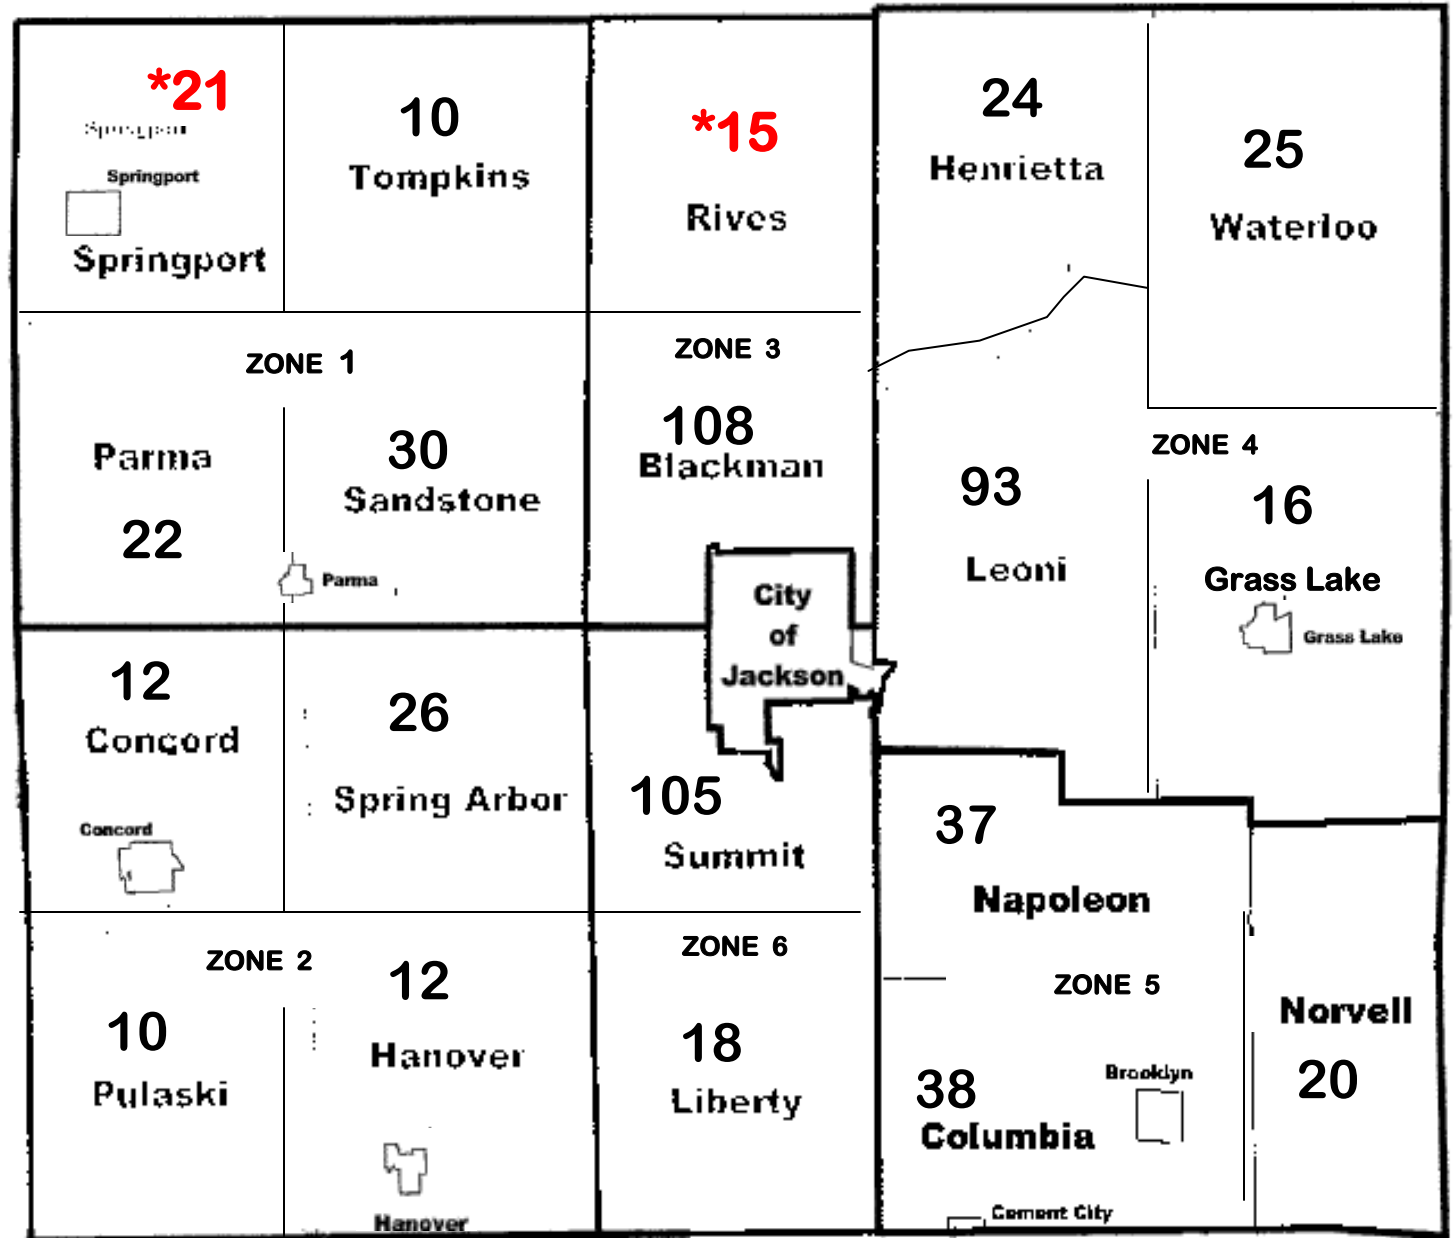 *21
Springport
Springport
Springport
10
Tompkins
*15
Rives
24
Henrietta
25
Waterloo
ZONE 1
Parma
22
30
Sandstone
Parma
ZONE 3
108
Blackman
City
of
Jackson
93
Leoni
ZONE 4
16
Grass Lake
Grass Lake
12
Concord
Concord
26
Spring Arbor
105
Summit
37
Napoleon
ZONE 2
10
Pulaski
12
Hanover
Hanover
ZONE 6
18
Liberty
ZONE 5
38
Columbia
Brooklyn
Cement City
Norvell
20